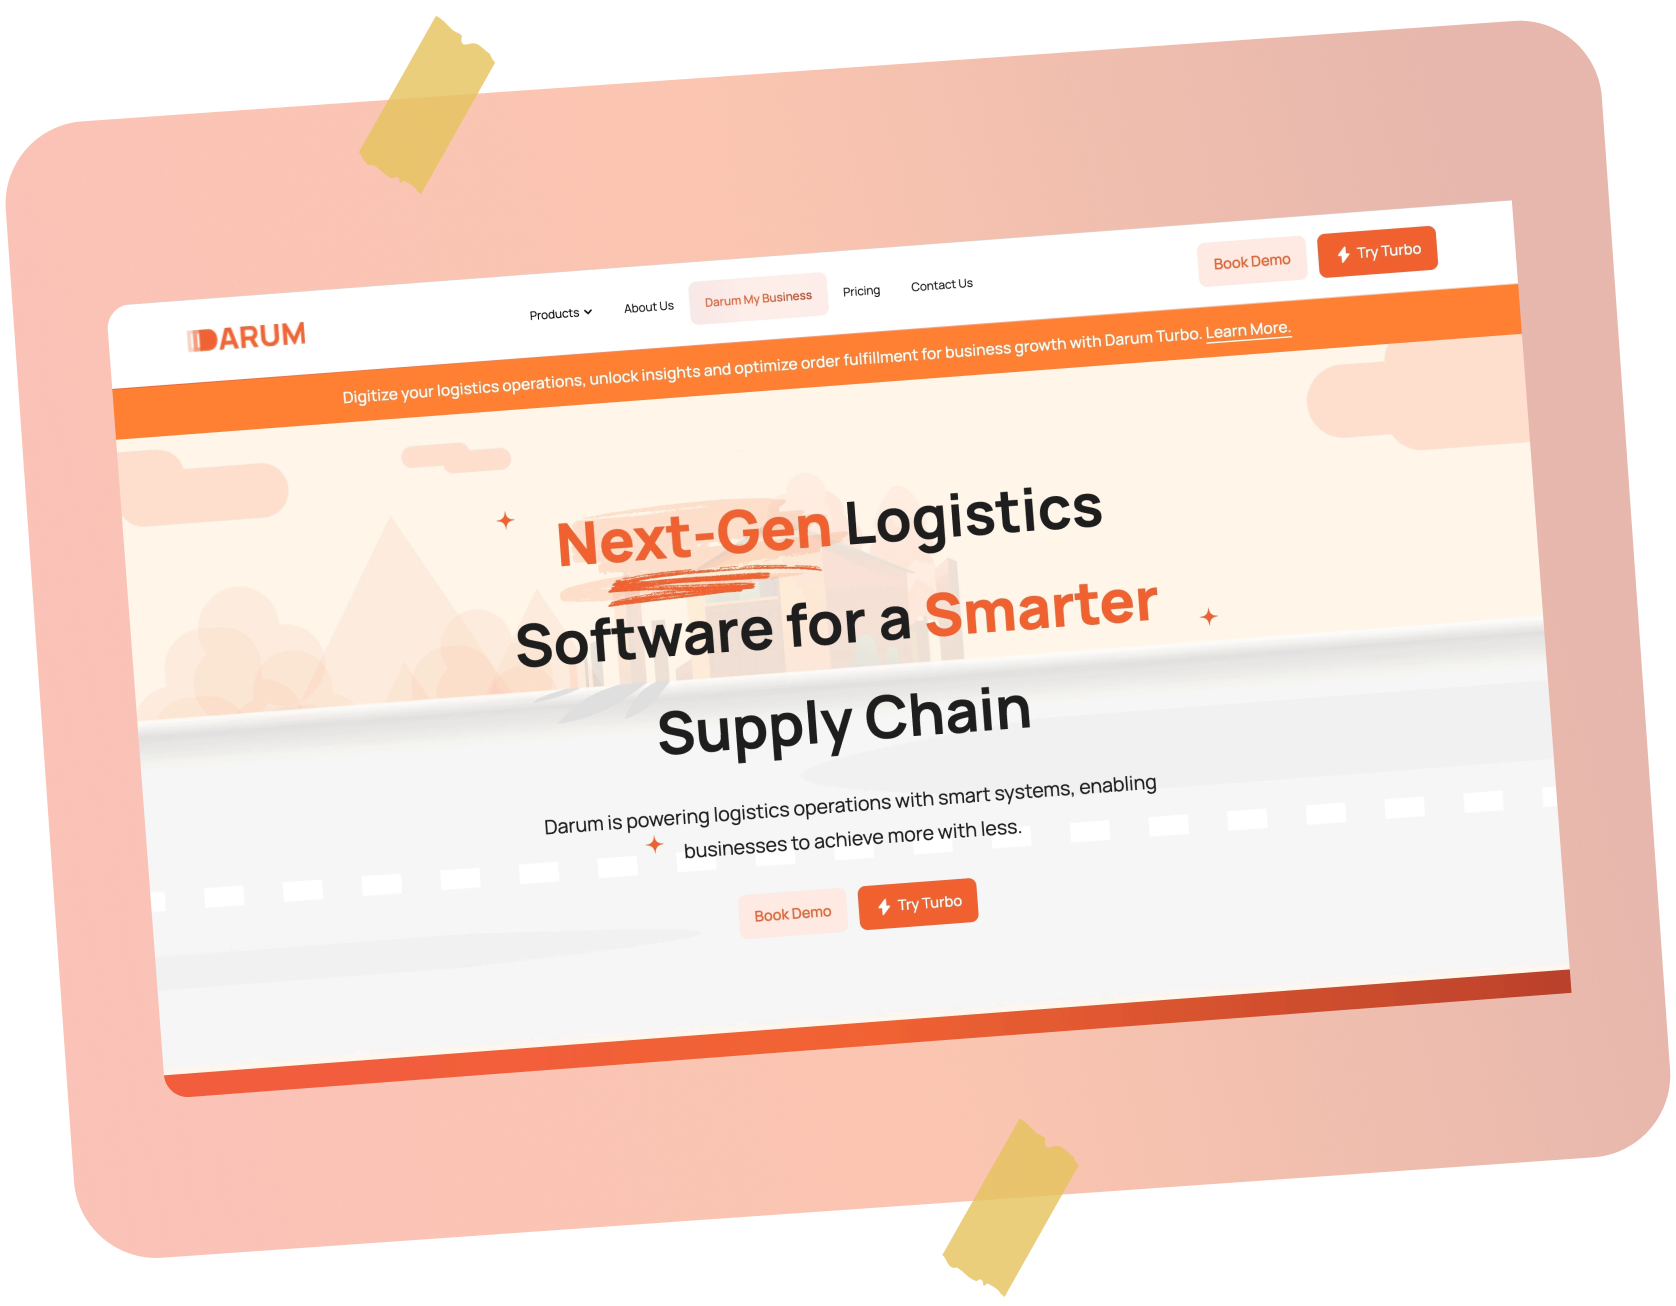 DARUM
Products
About Us
Darum My Business
Pricing
Contact Us
Book Demo
Try Turbo
Digitize your logistics operations, unlock insights and optimize order fulfillment for business growth with Darum Turbo. Learn More.
Next-Gen Logistics
Software for a Smarter
Supply Chain
Darum is powering logistics operations with smart systems, enabling
businesses to achieve more with less.
Book Demo
Try Turbo